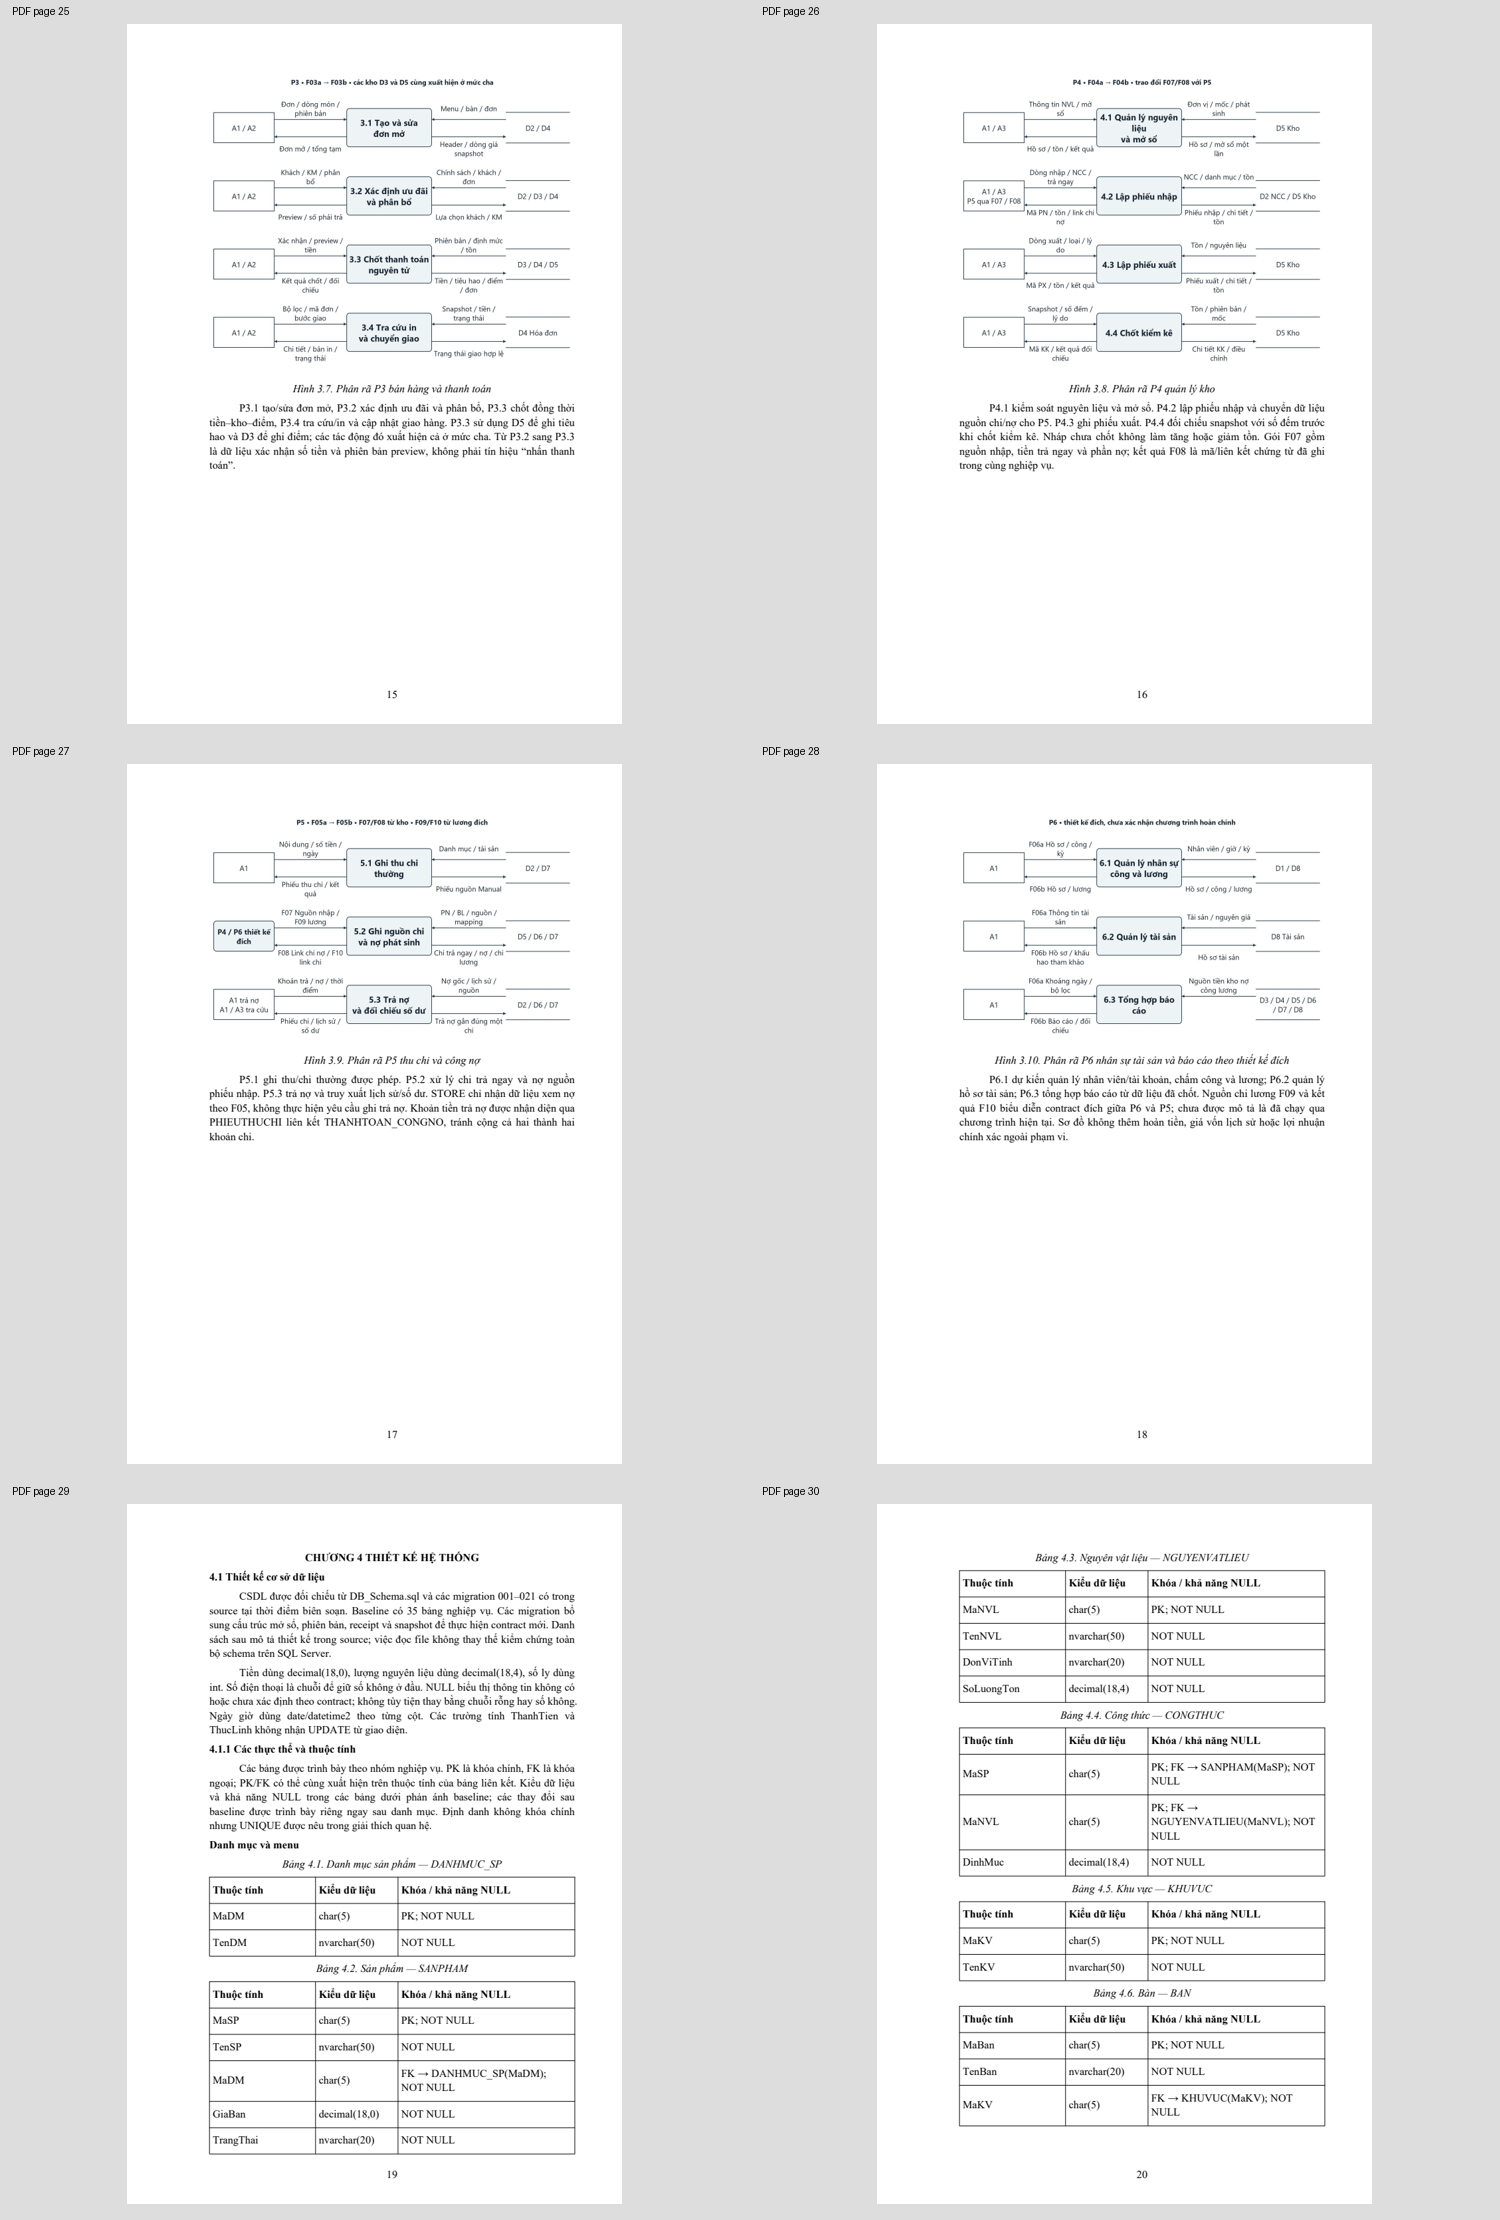 PDF page 25
P3 • F03a → F03b • các kho D3 và D5 cùng xuất hiện ở mức cha
A1 / A2
Đơn / dòng món /
phiên bản
Đơn mở / tổng tạm
3.1 Tạo và sửa
đơn mở
Menu / bàn / đơn
Header / dòng giá
snapshot
D2 / D4
A1 / A2
Khách / KM / phân
bổ
Preview / số phải trả
3.2 Xác định ưu đãi
và phân bổ
Chính sách / khách /
đơn
Lựa chọn khách / KM
D2 / D3 / D4
A1 / A2
Xác nhận / preview /
tiền
Kết quả chốt / đối
chiếu
3.3 Chốt thanh toán
nguyên tử
Phiên bản / định mức
/ tồn
Tiền / tiêu hao / điểm
/ đơn
D3 / D4 / D5
A1 / A2
Bộ lọc / mã đơn /
bước giao
Chi tiết / bản in /
trạng thái
3.4 Tra cứu in
và chuyển giao
Snapshot / tiền /
trạng thái
Trạng thái giao hợp lệ
D4 Hóa đơn
Hình 3.7. Phân rã P3 bán hàng và thanh toán
P3.1 tạo/sửa đơn mở, P3.2 xác định ưu đãi và phân bổ, P3.3 chốt đồng thời
tiền–kho–điểm, P3.4 tra cứu/in và cập nhật giao hàng. P3.3 sử dụng D5 để ghi tiêu
hao và D3 để ghi điểm; các tác động đó xuất hiện cả ở mức cha. Từ P3.2 sang P3.3
là dữ liệu xác nhận số tiền và phiên bản preview, không phải tín hiệu “nhấn thanh
toán”.
15
PDF page 26
P4 • F04a → F04b • trao đổi F07/F08 với P5
A1 / A3
Thông tin NVL / mở
sổ
Hồ sơ / tồn / kết quả
4.1 Quản lý nguyên
liệu
và mở sổ
Đơn vị / mốc / phát
sinh
Hồ sơ / mở sổ một
lần
D5 Kho
A1 / A3
P5 qua F07 / F08
Dòng nhập / NCC /
trả ngay
Mã PN / tồn / link chi
nợ
4.2 Lập phiếu nhập
NCC / danh mục / tồn
Phiếu nhập / chi tiết /
tồn
D2 NCC / D5 Kho
A1 / A3
Dòng xuất / loại / lý
do
Mã PX / tồn / kết quả
4.3 Lập phiếu xuất
Tồn / nguyên liệu
Phiếu xuất / chi tiết /
tồn
D5 Kho
A1 / A3
Snapshot / số đếm /
lý do
Mã KK / kết quả đối
chiếu
4.4 Chốt kiểm kê
Tồn / phiên bản /
mốc
Chi tiết KK / điều
chỉnh
D5 Kho
Hình 3.8. Phân rã P4 quản lý kho
P4.1 kiểm soát nguyên liệu và mở sổ. P4.2 lập phiếu nhập và chuyển dữ liệu
nguồn chi/nợ cho P5. P4.3 ghi phiếu xuất. P4.4 đối chiếu snapshot với số đếm trước
khi chốt kiểm kê. Nháp chưa chốt không làm tăng hoặc giảm tồn. Gói F07 gồm
nguồn nhập, tiền trả ngay và phần nợ; kết quả F08 là mã/liên kết chứng từ đã ghi
trong cùng nghiệp vụ.
16
PDF page 27
P5 • F05a → F05b • F07/F08 từ kho • F09/F10 từ lương đích
A1
Nội dung / số tiền /
ngày
Phiếu thu chi / kết
quả
5.1 Ghi thu chi
thường
Danh mục / tài sản
Phiếu nguồn Manual
D2 / D7
P4 / P6 thiết kế
đích
F07 Nguồn nhập /
F09 lương
F08 Link chi nợ / F10
link chi
5.2 Ghi nguồn chi
và nợ phát sinh
PN / BL / nguồn /
mapping
Chi trả ngay / nợ / chi
lương
D5 / D6 / D7
A1 trả nợ
A1 / A3 tra cứu
Khoản trả / nợ / thời
điểm
Phiếu chi / lịch sử /
số dư
5.3 Trả nợ
và đối chiếu số dư
Nợ gốc / lịch sử /
nguồn
Trả nợ gắn đúng một
chi
D2 / D6 / D7
Hình 3.9. Phân rã P5 thu chi và công nợ
P5.1 ghi thu/chi thường được phép. P5.2 xử lý chi trả ngay và nợ nguồn
phiếu nhập. P5.3 trả nợ và truy xuất lịch sử/số dư. STORE chỉ nhận dữ liệu xem nợ
theo F05, không thực hiện yêu cầu ghi trả nợ. Khoản tiền trả nợ được nhận diện qua
PHIEUTHUCHI liên kết THANHTOAN_CONGNO, tránh cộng cả hai thành hai
khoản chi.
17
PDF page 28
P6 • thiết kế đích, chưa xác nhận chương trình hoàn chỉnh
A1
F06a Hồ sơ / công /
kỳ
F06b Hồ sơ / lương
6.1 Quản lý nhân sự
công và lương
Nhân viên / giờ / kỳ
Hồ sơ / công / lương
D1 / D8
A1
F06a Thông tin tài
sản
F06b Hồ sơ / khấu
hao tham khảo
6.2 Quản lý tài sản
Tài sản / nguyên giá
Hồ sơ tài sản
D8 Tài sản
A1
F06a Khoảng ngày /
bộ lọc
F06b Báo cáo / đối
chiếu
6.3 Tổng hợp báo
cáo
Nguồn tiền kho nợ
công lương
D3 / D4 / D5 / D6
/ D7 / D8
Hình 3.10. Phân rã P6 nhân sự tài sản và báo cáo theo thiết kế đích
P6.1 dự kiến quản lý nhân viên/tài khoản, chấm công và lương; P6.2 quản lý
hồ sơ tài sản; P6.3 tổng hợp báo cáo từ dữ liệu đã chốt. Nguồn chi lương F09 và kết
quả F10 biểu diễn contract đích giữa P6 và P5; chưa được mô tả là đã chạy qua
chương trình hiện tại. Sơ đồ không thêm hoàn tiền, giá vốn lịch sử hoặc lợi nhuận
chính xác ngoài phạm vi.
18
PDF page 29
CHƯƠNG 4 THIẾT KẾ HỆ THỐNG
4.1 Thiết kế cơ sở dữ liệu
CSDL được đối chiếu từ DB_Schema.sql và các migration 001–021 có trong
source tại thời điểm biên soạn. Baseline có 35 bảng nghiệp vụ. Các migration bổ
sung cấu trúc mở sổ, phiên bản, receipt và snapshot để thực hiện contract mới. Danh
sách sau mô tả thiết kế trong source; việc đọc file không thay thế kiểm chứng toàn
bộ schema trên SQL Server.
Tiền dùng decimal(18,0), lượng nguyên liệu dùng decimal(18,4), số ly dùng
int. Số điện thoại là chuỗi để giữ số không ở đầu. NULL biểu thị thông tin không có
hoặc chưa xác định theo contract; không tùy tiện thay bằng chuỗi rỗng hay số không.
Ngày giờ dùng date/datetime2 theo từng cột. Các trường tính ThanhTien và
ThucLinh không nhận UPDATE từ giao diện.
4.1.1 Các thực thể và thuộc tính
Các bảng được trình bày theo nhóm nghiệp vụ. PK là khóa chính, FK là khóa
ngoại; PK/FK có thể cùng xuất hiện trên thuộc tính của bảng liên kết. Kiểu dữ liệu
và khả năng NULL trong các bảng dưới phản ánh baseline; các thay đổi sau
baseline được trình bày riêng ngay sau danh mục. Định danh không khóa chính
nhưng UNIQUE được nêu trong giải thích quan hệ.
Danh mục và menu
Bảng 4.1. Danh mục sản phẩm — DANHMUC_SP
Thuộc tính Kiểu dữ liệu Khóa / khả năng NULL
MaDM char(5) PK; NOT NULL
TenDM nvarchar(50) NOT NULL
Bảng 4.2. Sản phẩm — SANPHAM
Thuộc tính Kiểu dữ liệu Khóa / khả năng NULL
MaSP char(5) PK; NOT NULL
TenSP nvarchar(50) NOT NULL
MaDM char(5) FK → DANHMUC_SP(MaDM);
NOT NULL
GiaBan decimal(18,0) NOT NULL
TrangThai nvarchar(20) NOT NULL
19
PDF page 30
Bảng 4.3. Nguyên vật liệu — NGUYENVATLIEU
Thuộc tính Kiểu dữ liệu Khóa / khả năng NULL
MaNVL char(5) PK; NOT NULL
TenNVL nvarchar(50) NOT NULL
DonViTinh nvarchar(20) NOT NULL
SoLuongTon decimal(18,4) NOT NULL
Bảng 4.4. Công thức — CONGTHUC
Thuộc tính Kiểu dữ liệu Khóa / khả năng NULL
MaSP char(5) PK; FK → SANPHAM(MaSP); NOT
NULL
MaNVL char(5) PK; FK →
NGUYENVATLIEU(MaNVL); NOT
NULL
DinhMuc decimal(18,4) NOT NULL
Bảng 4.5. Khu vực — KHUVUC
Thuộc tính Kiểu dữ liệu Khóa / khả năng NULL
MaKV char(5) PK; NOT NULL
TenKV nvarchar(50) NOT NULL
Bảng 4.6. Bàn — BAN
Thuộc tính Kiểu dữ liệu Khóa / khả năng NULL
MaBan char(5) PK; NOT NULL
TenBan nvarchar(20) NOT NULL
MaKV char(5) FK → KHUVUC(MaKV); NOT
NULL
20